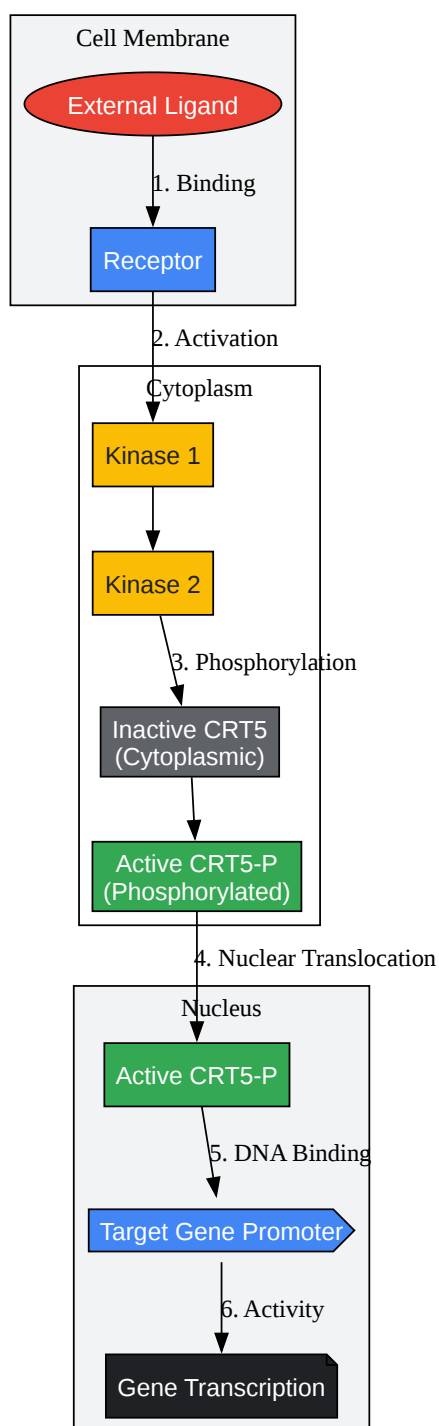 Cell Membrane
External Ligand
1. Binding
Receptor
2. Activation
Cytoplasm
Kinase 1
Kinase 2
3. Phosphorylation
Inactive CRT5
(Cytoplasmic)
Active CRT5-P
(Phosphorylated)
4. Nuclear Translocation
Nucleus
Active CRT5-P
5. DNA Binding
Target Gene Promoter
6. Activity
Gene Transcription